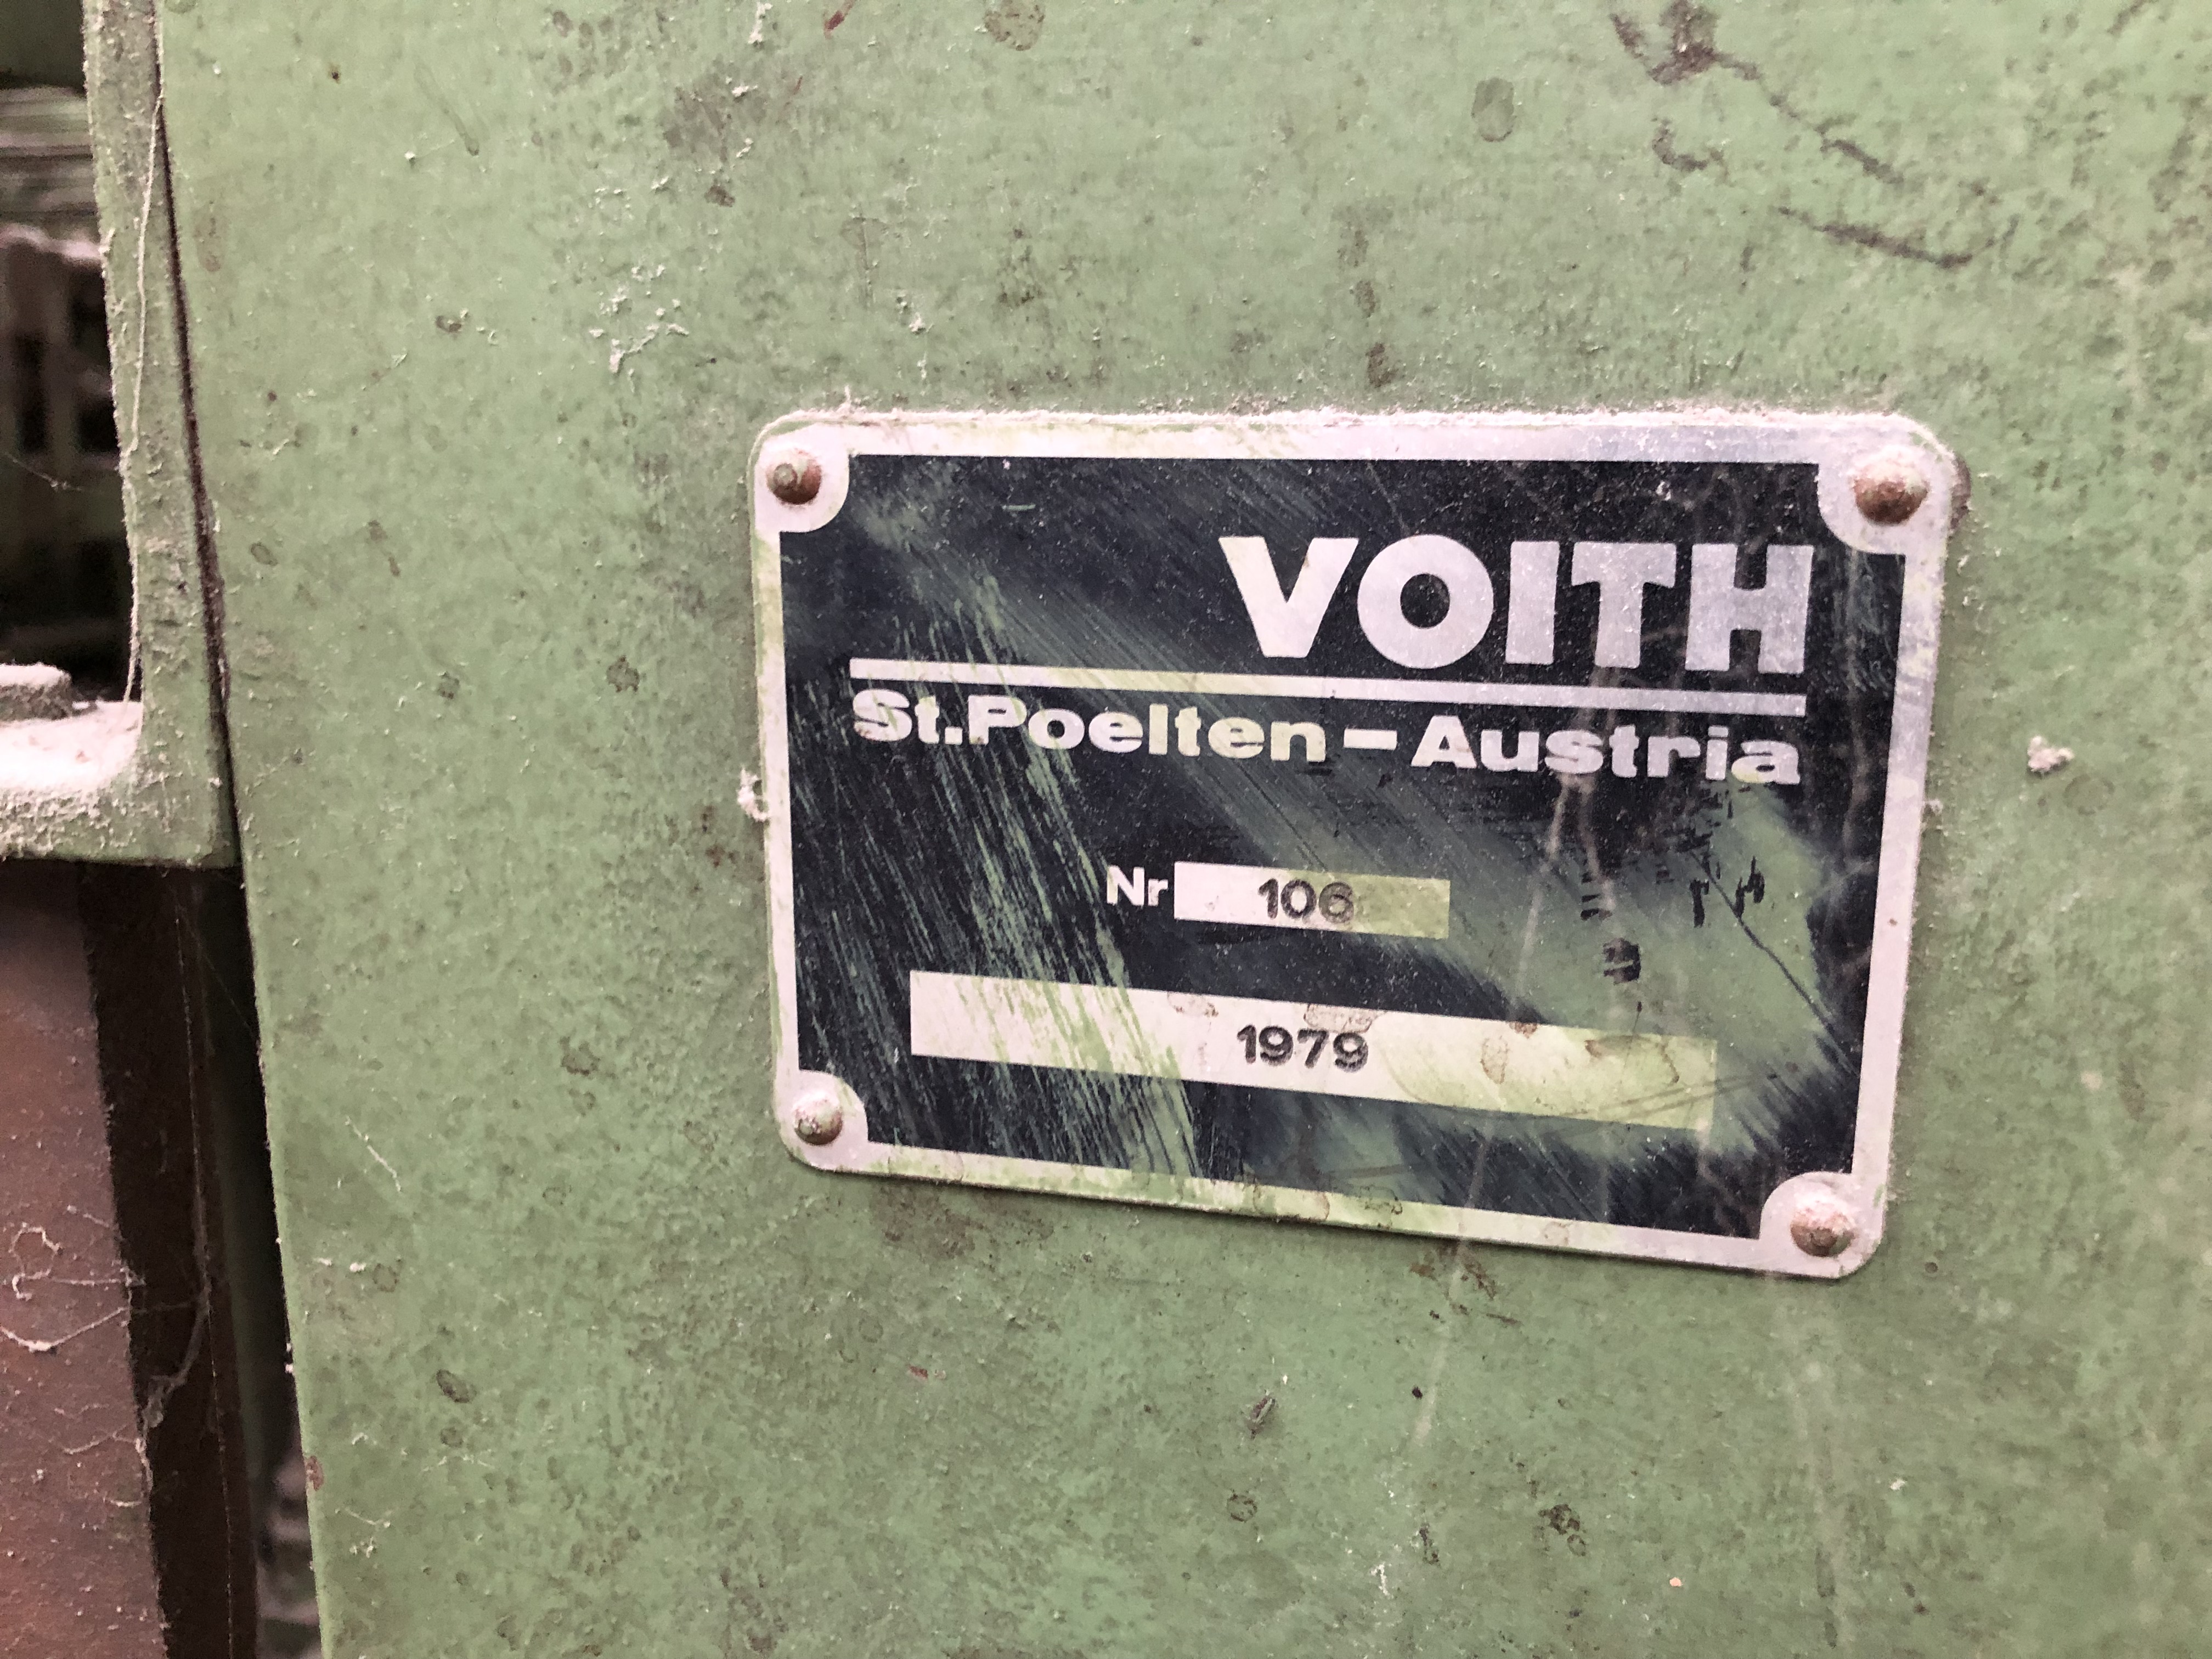 VOITH
St.Poelten-Austria
Nr 106
1979